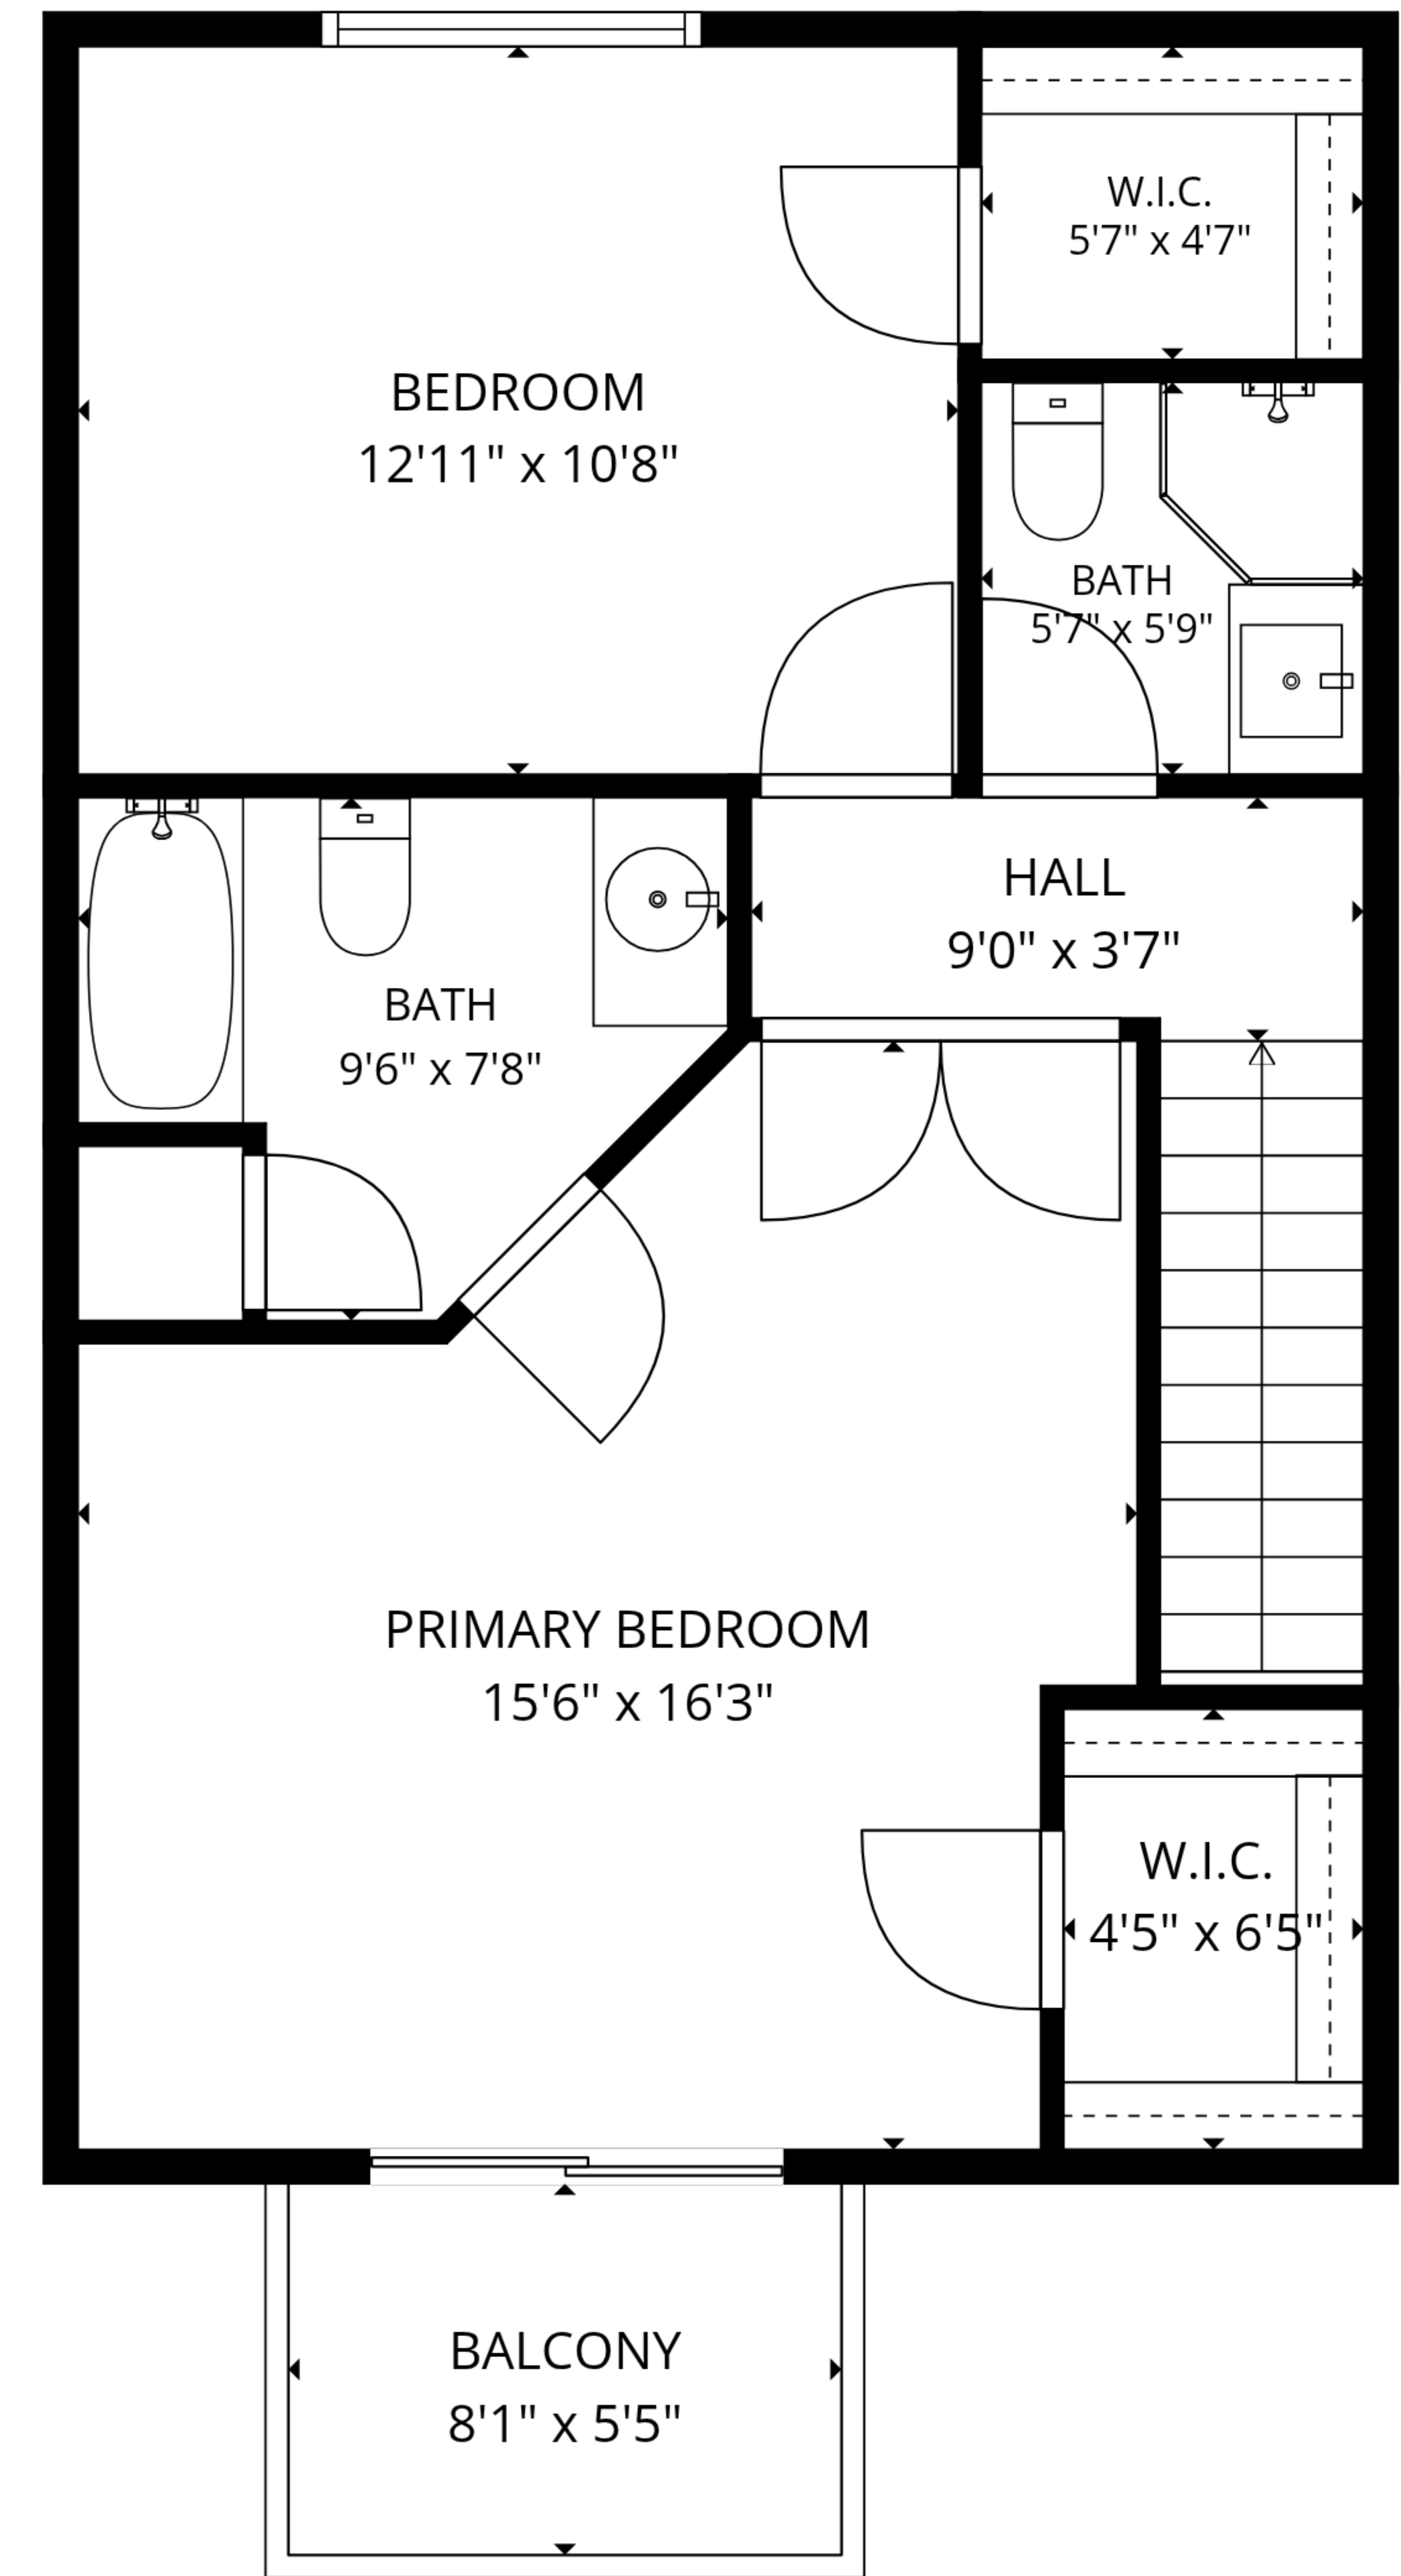 W.I.C.
5'7" x 4'7"
BEDROOM
12'11" x 10'8"
BATH
5'7" x 5'9"
HALL
9'0" x 3'7"
BATH
9'6" x 7'8"
PRIMARY BEDROOM
15'6" x 16'3"
W.I.C.
4'5" x 6'5"
BALCONY
8'1" x 5'5"